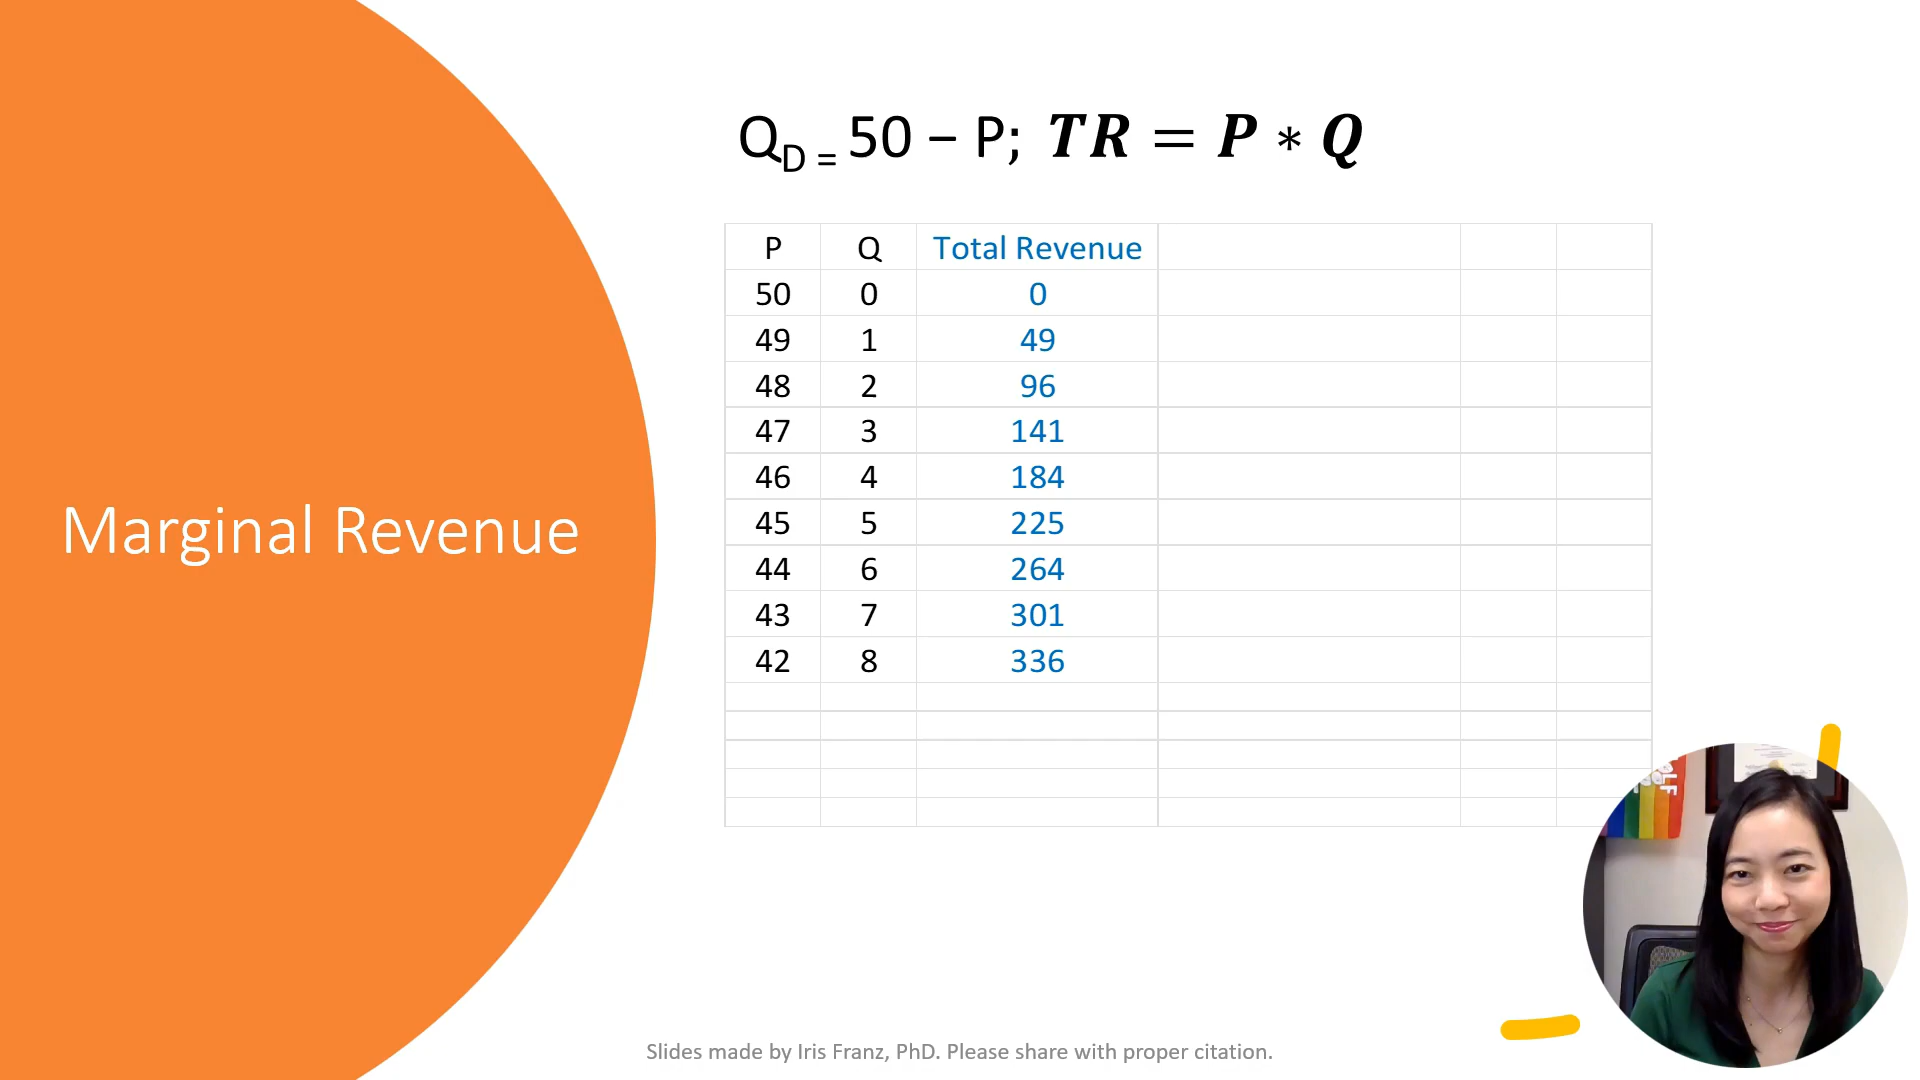 Q_D = 50 – P; TR = P * Q
P Q Total Revenue
50 0 0
49 1 49
48 2 96
47 3 141
46 4 184
45 5 225
44 6 264
43 7 301
42 8 336
Marginal Revenue
Slides made by Iris Franz, PhD. Please share with proper citation.